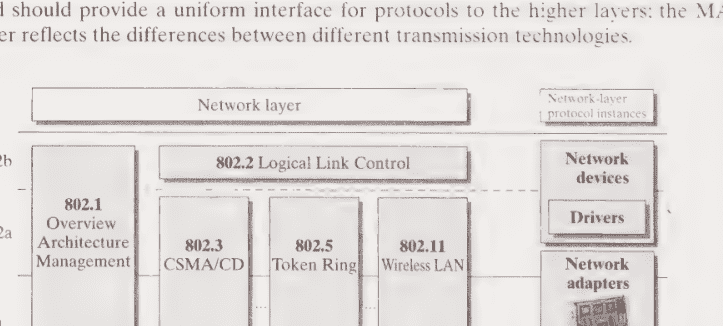 should provide a uniform interface for protocols to the higher layers: the
reflects the differences between different transmission technologies.
Network layer
Network-layer
protocol instances
2b
802.2 Logical Link Control
Network
devices
802.1
Overview
Architecture
Management
Drivers
2a
802.3
CSMA/CD
802.5
Token Ring
802.11
Wireless LAN
Network
adapters